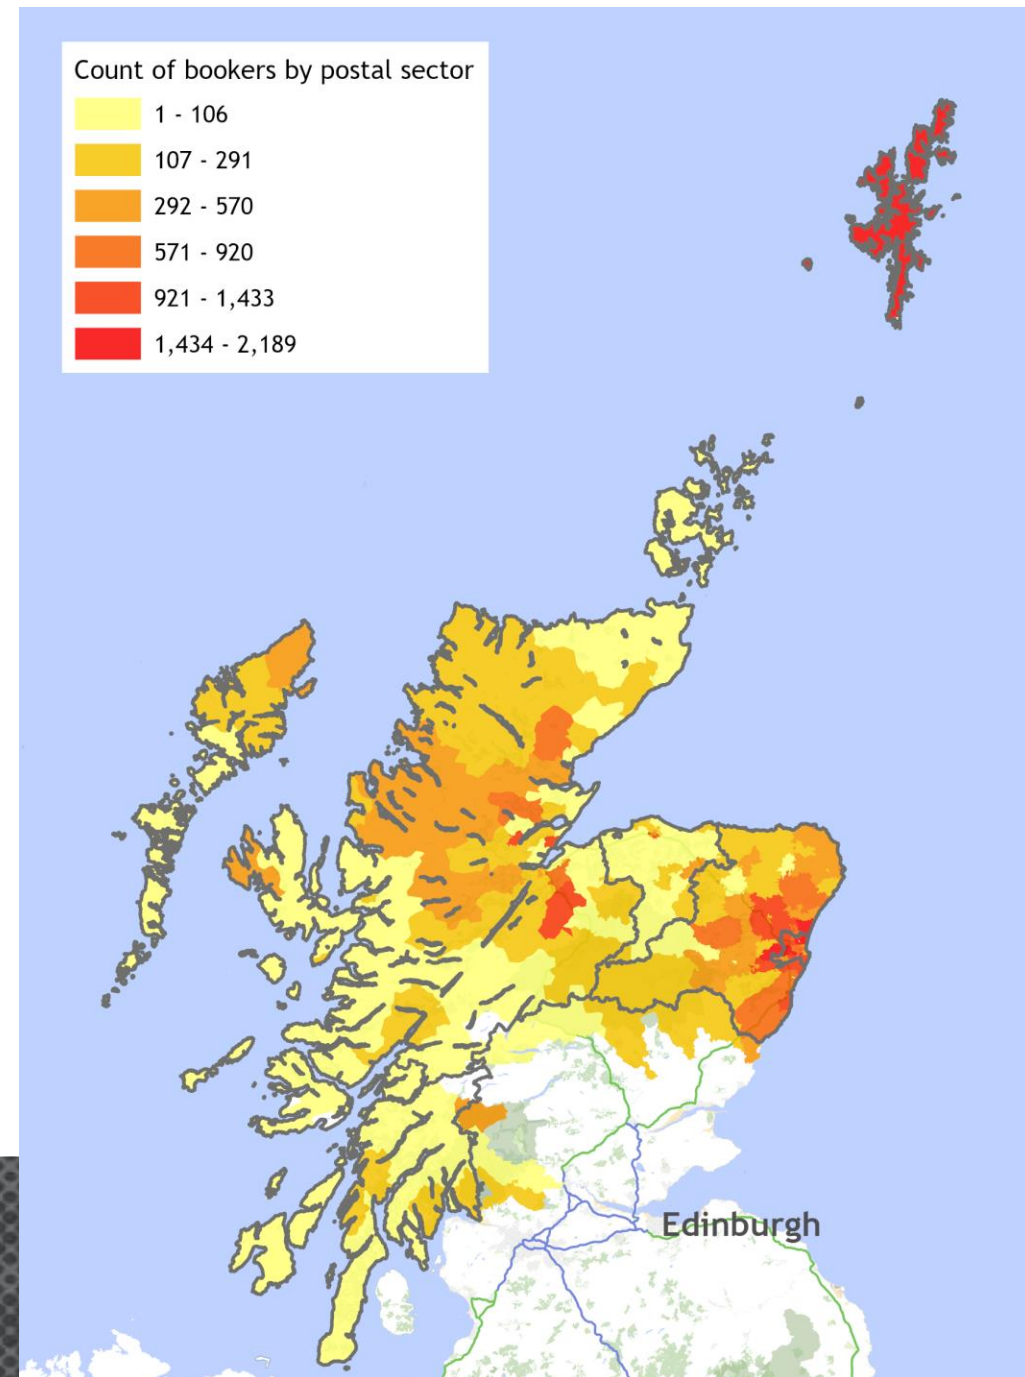 Count of bookers by postal sector
1 - 106
107 - 291
292 - 570
571 - 920
921 - 1,433
1,434 - 2,189
Edinburgh